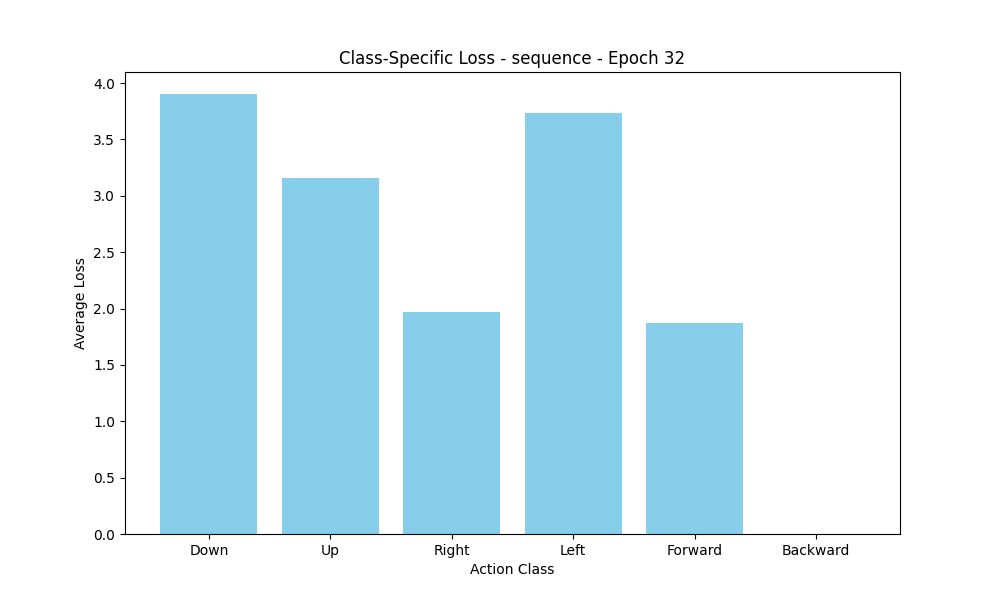 Class-Specific Loss - sequence - Epoch 32
4.0
3.5
3.0
2.5
2.0
1.5
1.0
0.5
0.0
Average Loss
Down Up Right Left Forward Backward
Action Class